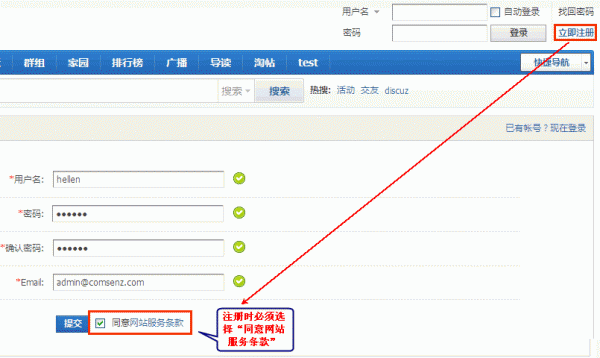 用户名 自动登录 找回密码
密码 登录 立即注册
群组 家园 排行榜 广播 导读 淘帖 test 快捷导航
搜索 搜索 热搜: 活动 交友 discuz
已有帐号？现在登录
*用户名: hellen
*密码: ●●●●●●
*确认密码: ●●●●●●
*Email: admin@comsenz.com
提交 同意网站服务条款
注册时必须选
择“同意网站
服务条款”